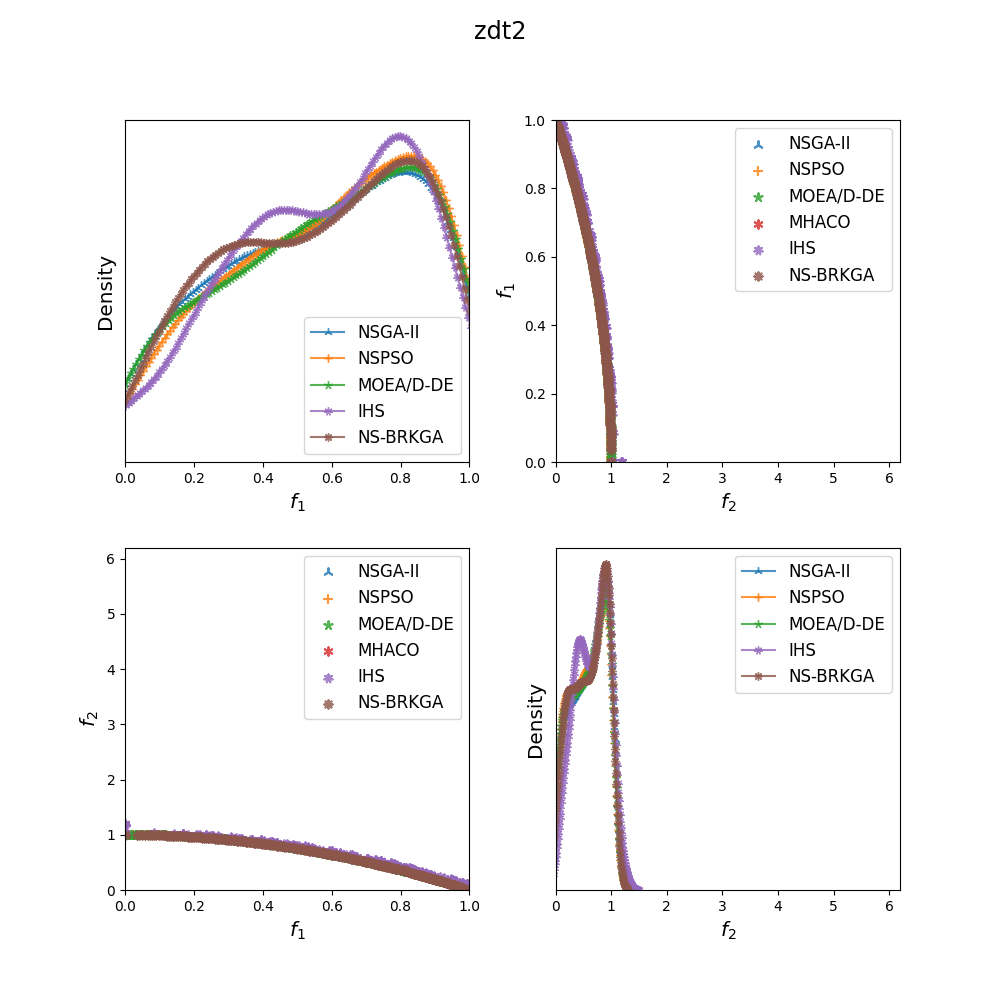 zdt2
Density
NSGA-II
NSPSO
MOEA/D-DE
IHS
NS-BRKGA
0.0 0.2 0.4 0.6 0.8 1.0
f1
f1
1.0
0.8
0.6
0.4
0.2
0.0
NSGA-II
NSPSO
MOEA/D-DE
MHACO
IHS
NS-BRKGA
0 1 2 3 4 5 6
f2
f2
6
5
4
3
2
1
0
NSGA-II
NSPSO
MOEA/D-DE
MHACO
IHS
NS-BRKGA
0.0 0.2 0.4 0.6 0.8 1.0
f1
Density
NSGA-II
NSPSO
MOEA/D-DE
IHS
NS-BRKGA
0 1 2 3 4 5 6
f2